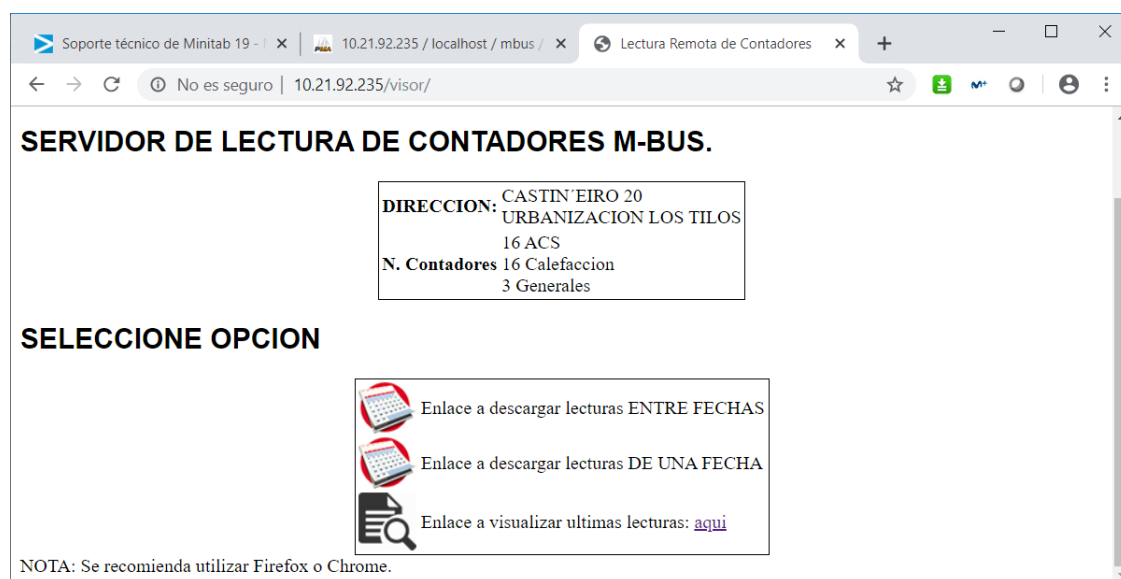 Soporte técnico de Minitab 19 -
10.21.92.235 / localhost / mbus /
Lectura Remota de Contadores
No es seguro | 10.21.92.235/visor/
SERVIDOR DE LECTURA DE CONTADORES M-BUS.
DIRECCION: CASTIN´EIRO 20
URBANIZACION LOS TILOS
16 ACS
N. Contadores 16 Calefaccion
3 Generales
SELECCIONE OPCION
Enlace a descargar lecturas ENTRE FECHAS
Enlace a descargar lecturas DE UNA FECHA
Enlace a visualizar ultimas lecturas: aqui
NOTA: Se recomienda utilizar Firefox o Chrome.